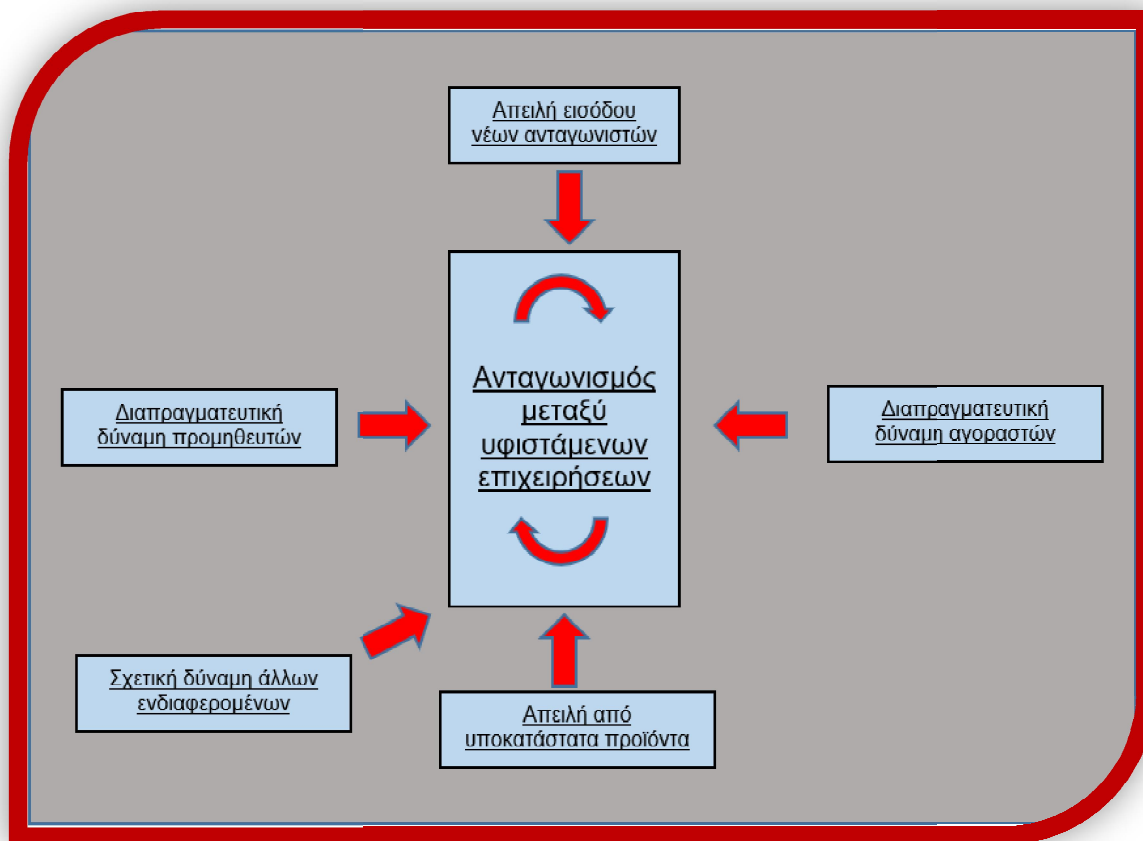 Απειλή εισόδου
νέων ανταγωνιστών
Ανταγωνισμός
μεταξύ
υφιστάμενων
επιχειρήσεων
Διαπραγματευτική
δύναμη προμηθευτών
Διαπραγματευτική
δύναμη αγοραστών
Σχετική δύναμη άλλων
ενδιαφερομένων
Απειλή από
υποκατάστατα προϊόντα